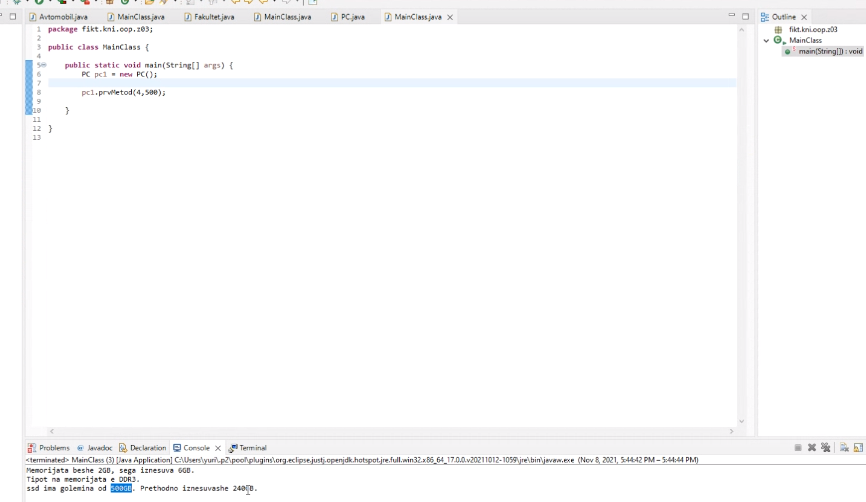 Avtomobil.java
MainClass.java
Fakultet.java
MainClass.java
PC.java
MainClass.java
Outline
1 package fikt.kni.oop.z03;
2
3 public class MainClass {
4
5 public static void main(String[] args) {
6 PC pc1 = new PC();
7
8 pc1.prvMetod(4,500);
9
10 }
11
12 }
13
fikt.kni.oop.z03
MainClass
main(String[]) : void
Problems
Javadoc
Declaration
Console
Terminal
<terminated> MainClass (3) [Java Application] C:\Users\yuri\.p2\pool\plugins\org.eclipse.justj.openjdk.hotspot.jre.full.win32.x86_64_17.0.0.v20211012-1059\jre\bin\javaw.exe (Nov 8, 2021, 5:44:42 PM – 5:44:44 PM)
Memorijata beshe 2GB, sega iznesuva 6GB.
Tipot na memorijata e DDR3.
ssd ima golemina od 500GB. Prethodno iznesuvashe 240GB.